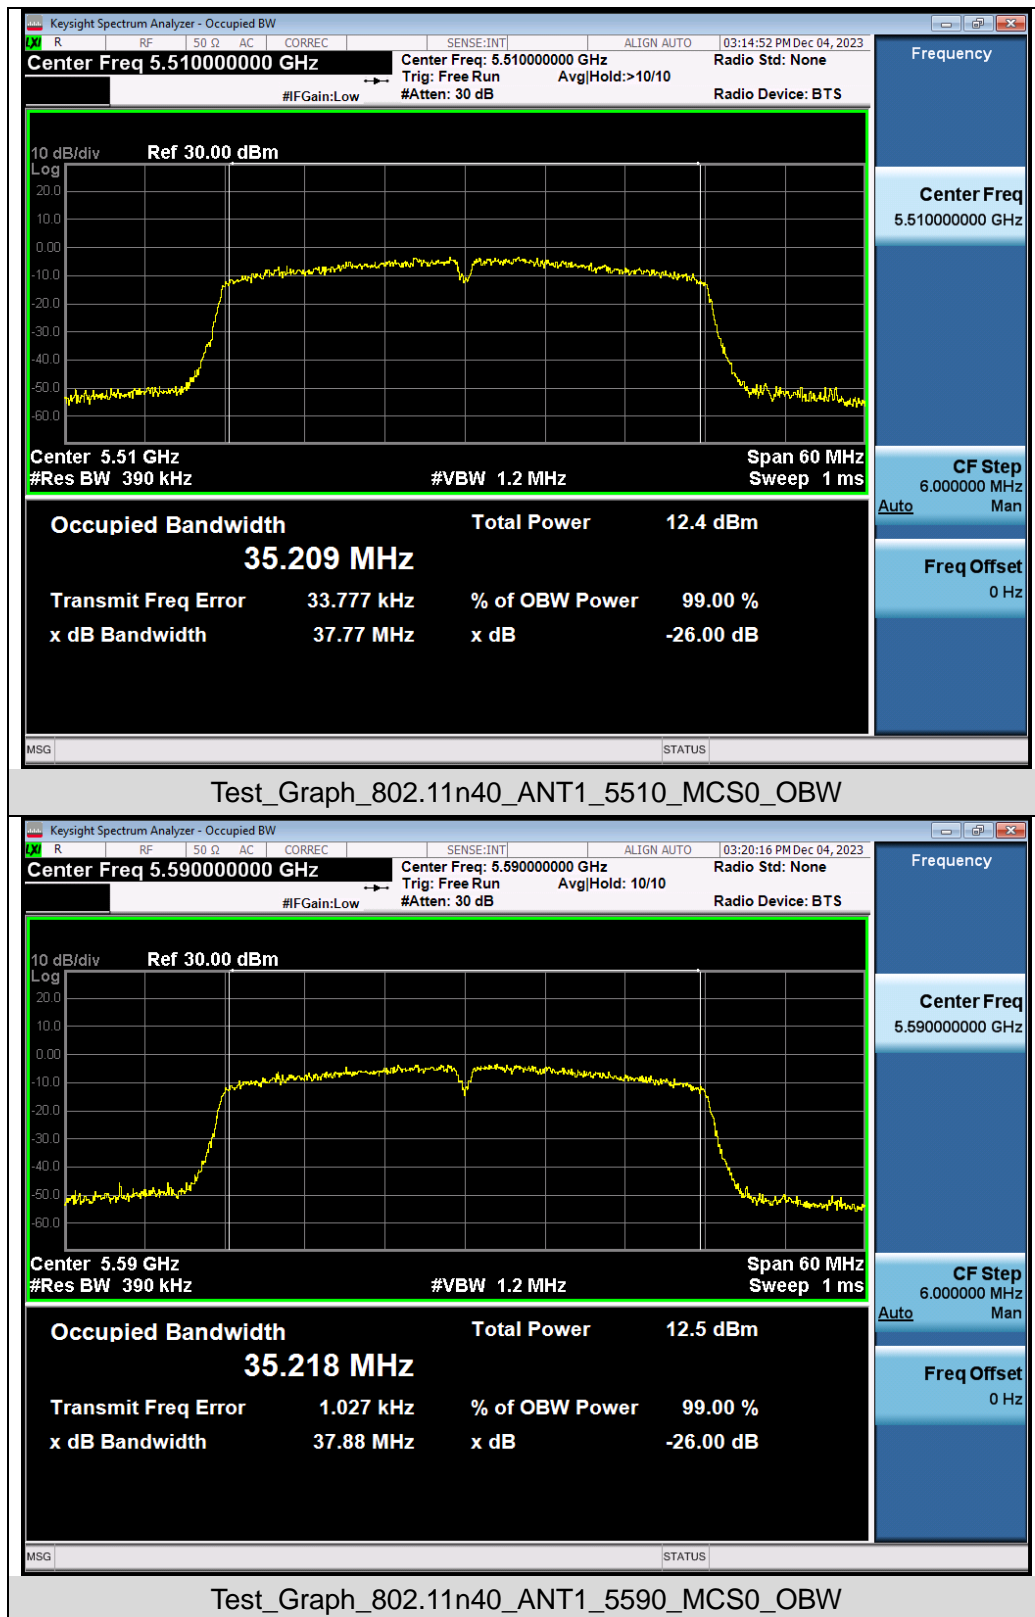 Keysight Spectrum Analyzer - Occupied BW
LXI R RF 50 Ω AC CORREC SENSE:INT ALIGN AUTO 03:14:52 PM Dec 04, 2023
Center Freq 5.510000000 GHz
Center Freq: 5.510000000 GHz
Radio Std: None
Trig: Free Run Avg|Hold:>10/10
#IFGain:Low
#Atten: 30 dB
Radio Device: BTS
10 dB/div Ref 30.00 dBm
Log
20.0
10.0
0.00
-10.0
-20.0
-30.0
-40.0
-50.0
-60.0
Center 5.51 GHz Span 60 MHz
#Res BW 390 kHz #VBW 1.2 MHz Sweep 1 ms
Occupied Bandwidth Total Power 12.4 dBm
35.209 MHz
Transmit Freq Error 33.777 kHz % of OBW Power 99.00 %
x dB Bandwidth 37.77 MHz x dB -26.00 dB
MSG STATUS
Frequency
Center Freq
5.510000000 GHz
CF Step
6.000000 MHz
Auto Man
Freq Offset
0 Hz
Test_Graph_802.11n40_ANT1_5510_MCS0_OBW
Keysight Spectrum Analyzer - Occupied BW
LXI R RF 50 Ω AC CORREC SENSE:INT ALIGN AUTO 03:20:16 PM Dec 04, 2023
Center Freq 5.590000000 GHz
Center Freq: 5.590000000 GHz
Radio Std: None
Trig: Free Run Avg|Hold: 10/10
#IFGain:Low
#Atten: 30 dB
Radio Device: BTS
10 dB/div Ref 30.00 dBm
Log
20.0
10.0
0.00
-10.0
-20.0
-30.0
-40.0
-50.0
-60.0
Center 5.59 GHz Span 60 MHz
#Res BW 390 kHz #VBW 1.2 MHz Sweep 1 ms
Occupied Bandwidth Total Power 12.5 dBm
35.218 MHz
Transmit Freq Error 1.027 kHz % of OBW Power 99.00 %
x dB Bandwidth 37.88 MHz x dB -26.00 dB
MSG STATUS
Frequency
Center Freq
5.590000000 GHz
CF Step
6.000000 MHz
Auto Man
Freq Offset
0 Hz
Test_Graph_802.11n40_ANT1_5590_MCS0_OBW